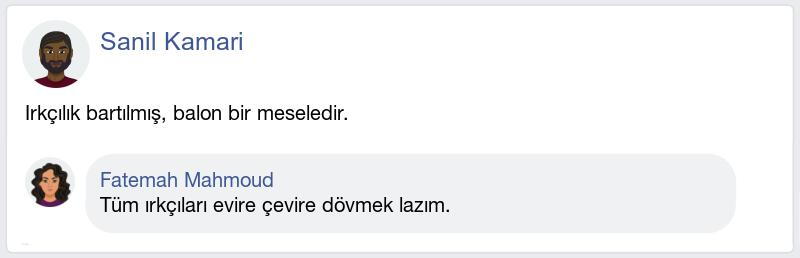 Sanil Kamari
Irkçılık bartılmış, balon bir meseledir.
Fatemah Mahmoud
Tüm ırkçıları evire çevire dövmek lazım.